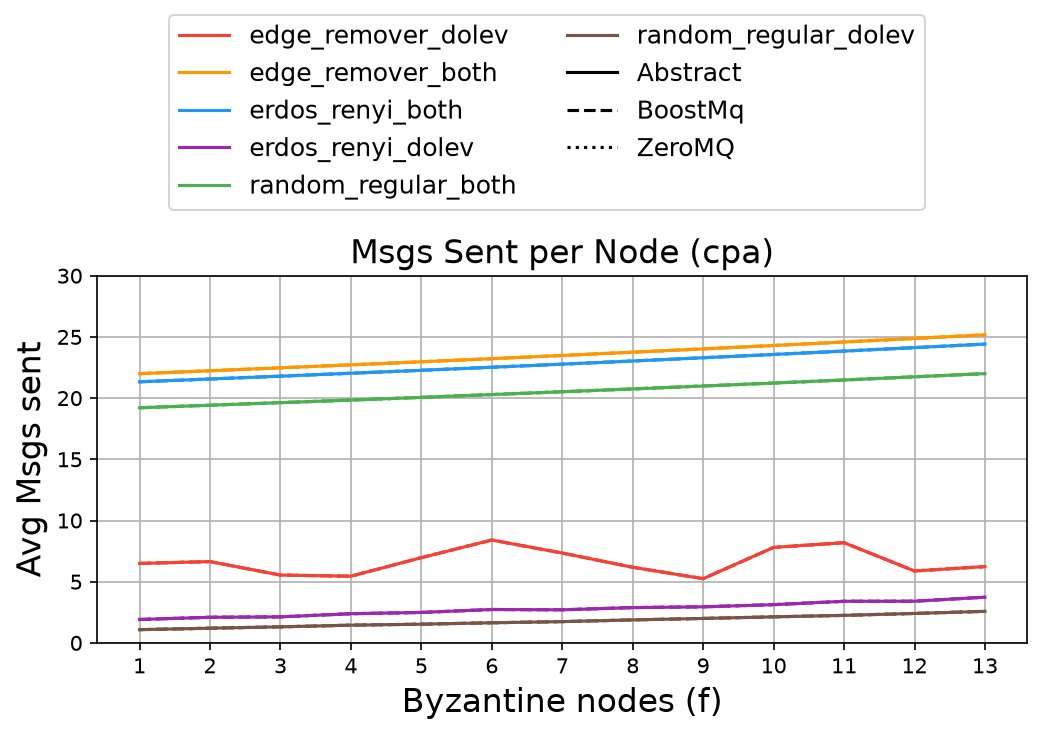 edge_remover_dolev
edge_remover_both
erdos_renyi_both
erdos_renyi_dolev
random_regular_both
random_regular_dolev
Abstract
BoostMq
ZeroMQ
Msgs Sent per Node (cpa)
Avg Msgs sent
30
25
20
15
10
5
0
1 2 3 4 5 6 7 8 9 10 11 12 13
Byzantine nodes (f)